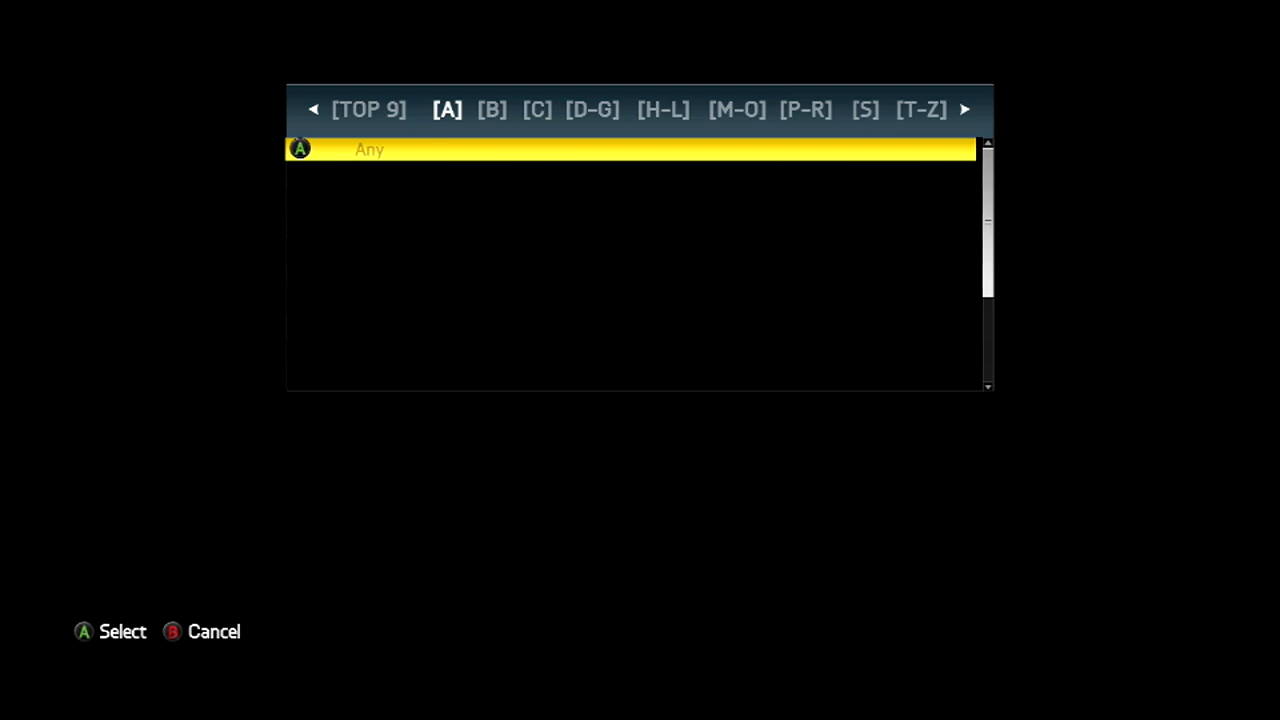 [TOP 9] [A] [B] [C] [D-G] [H-L] [M-O] [P-R] [S] [T-Z]
A Any
A Select B Cancel